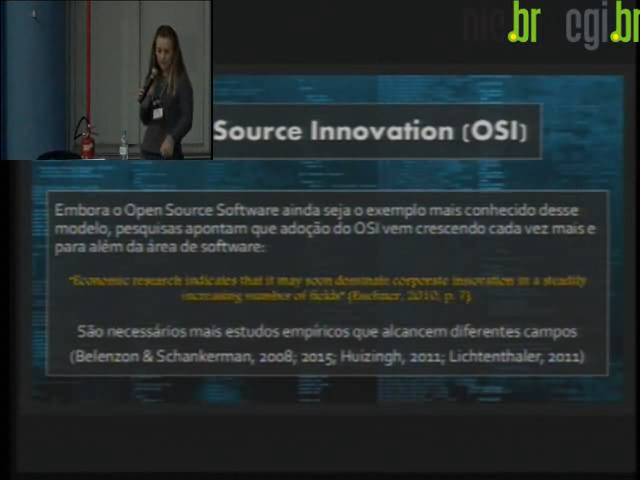 nic.br cgi.br
Source Innovation (OSI)
Embora o Open Source Software ainda seja o exemplo mais conhecido desse
modelo, pesquisas apontam que adoção do OSI vem crescendo cada vez mais e
para além da área de software:
"Economic research indicates that it may soon dominate corporate innovation in a steadily
increasing number of fields" (Euchner, 2010, p. 7).
São necessários mais estudos empíricos que alcancem diferentes campos
(Belenzon & Schankerman, 2008; 2015; Huizingh, 2011; Lichtenthaler, 2011)